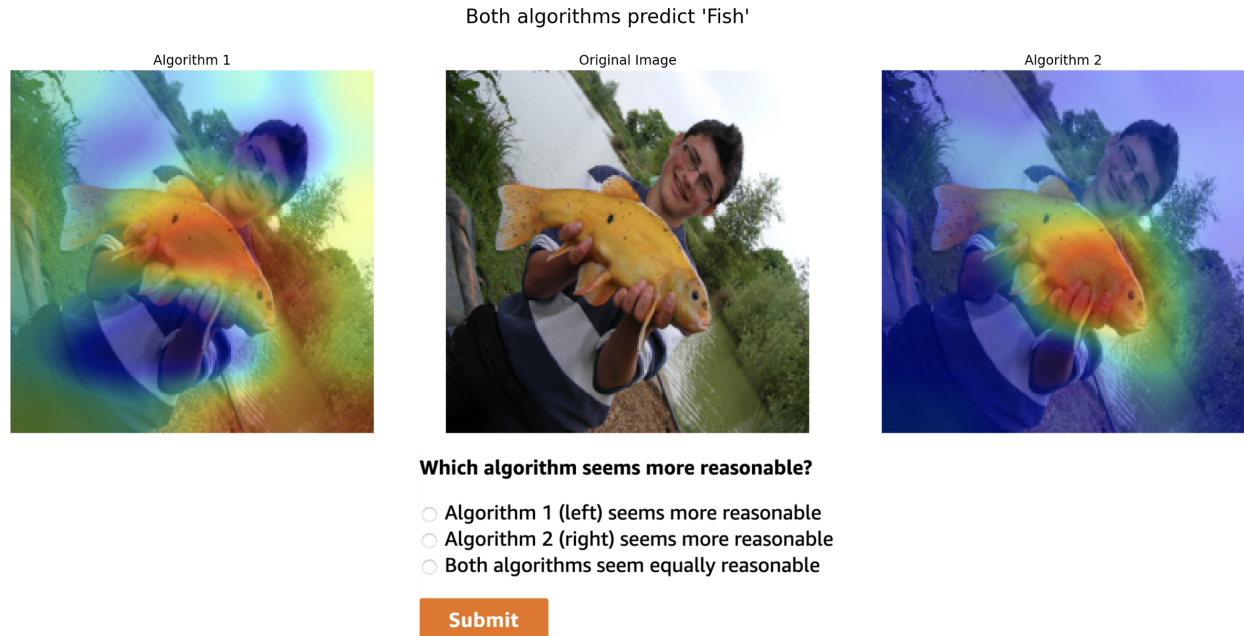 Both algorithms predict 'Fish'
Algorithm 1
Original Image
Algorithm 2
Which algorithm seems more reasonable?
Algorithm 1 (left) seems more reasonable
Algorithm 2 (right) seems more reasonable
Both algorithms seem equally reasonable
Submit